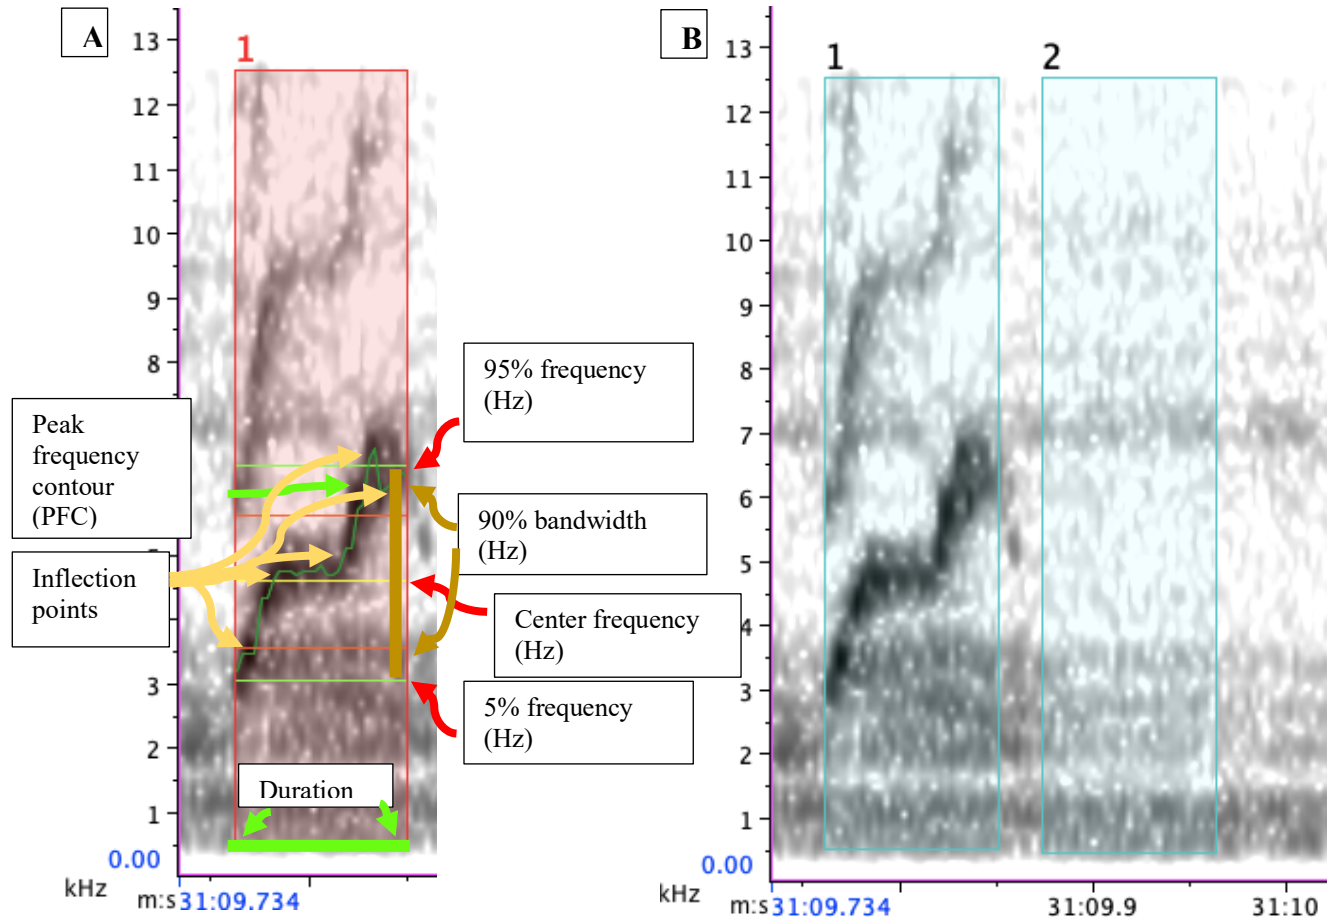 A
1
13
12
11
10
9
8
3
2
1
0.00
kHz
m:s31:09.734
Peak
frequency
contour
(PFC)
Inflection
points
95% frequency
(Hz)
90% bandwidth
(Hz)
Center frequency
(Hz)
5% frequency
(Hz)
Duration
B
1
2
13
12
11
10
9
8
7
6
5
4
3
2
1
0.00
kHz
m:s31:09.734
31:09.9
31:10